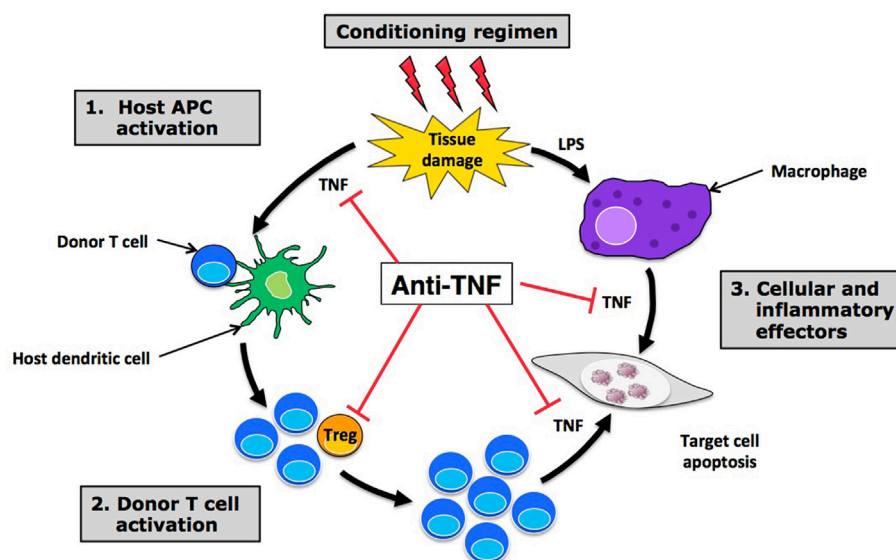 Conditioning regimen
1. Host APC
activation
Tissue
damage
LPS
TNF
Macrophage
Donor T cell
Anti-TNF
TNF
3. Cellular and
inflammatory
effectors
Host dendritic cell
Treg
TNF
Target cell
apoptosis
2. Donor T cell
activation